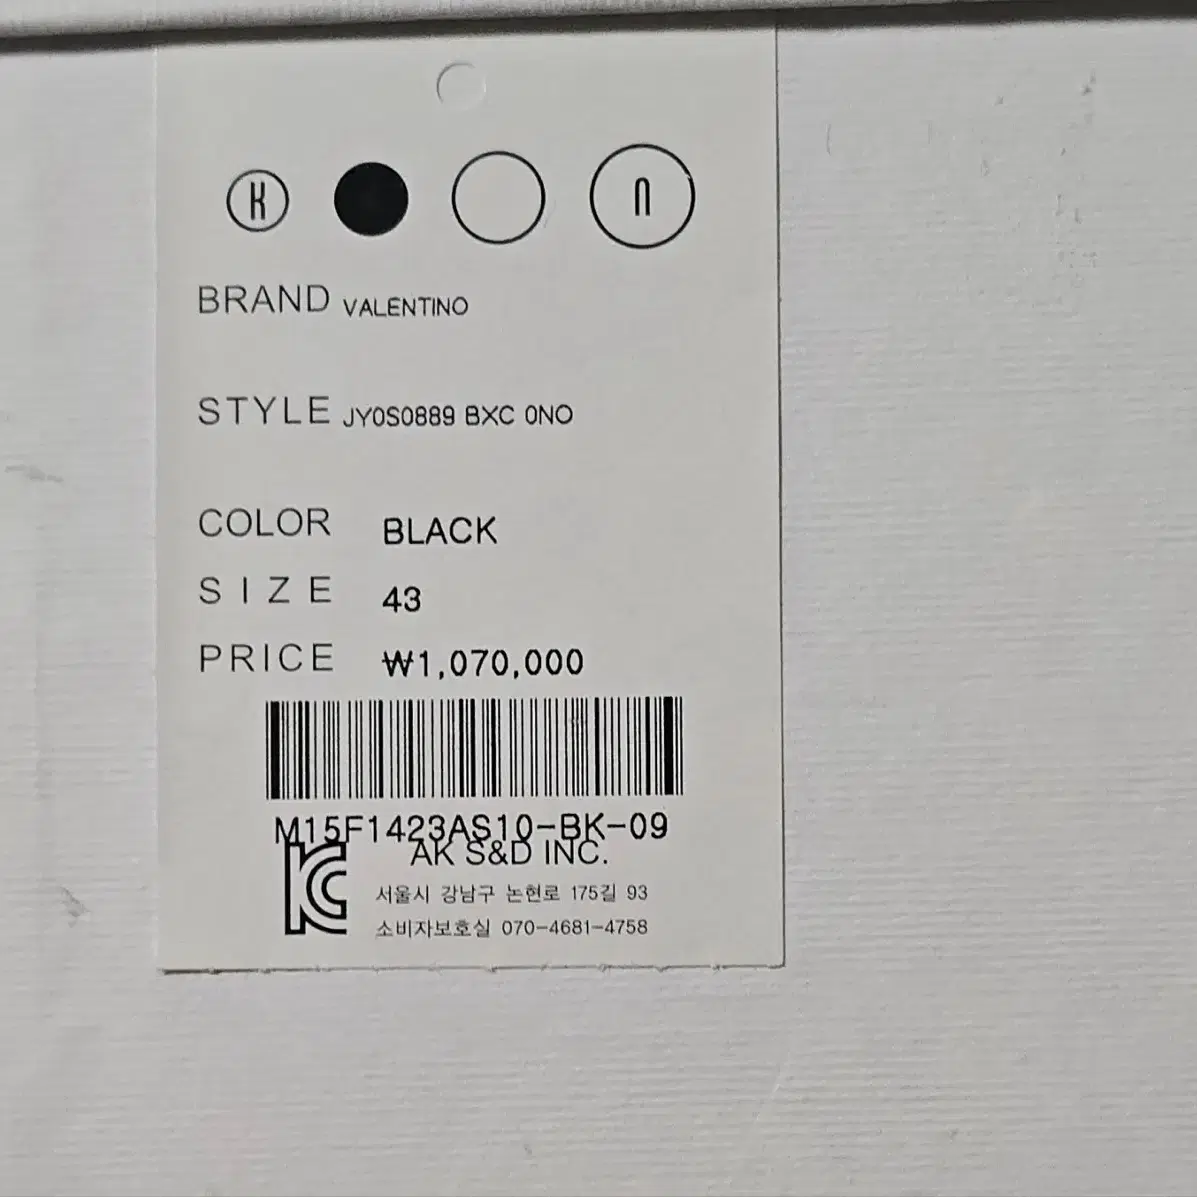 K n
BRAND VALENTINO
STYLE JY0S0889 BXC 0NO
COLOR BLACK
SIZE 43
PRICE ₩1,070,000
M15F1423AS10-BK-09
AK S&D INC.
서울시 강남구 논현로 175길 93
소비자보호실 070-4681-4758